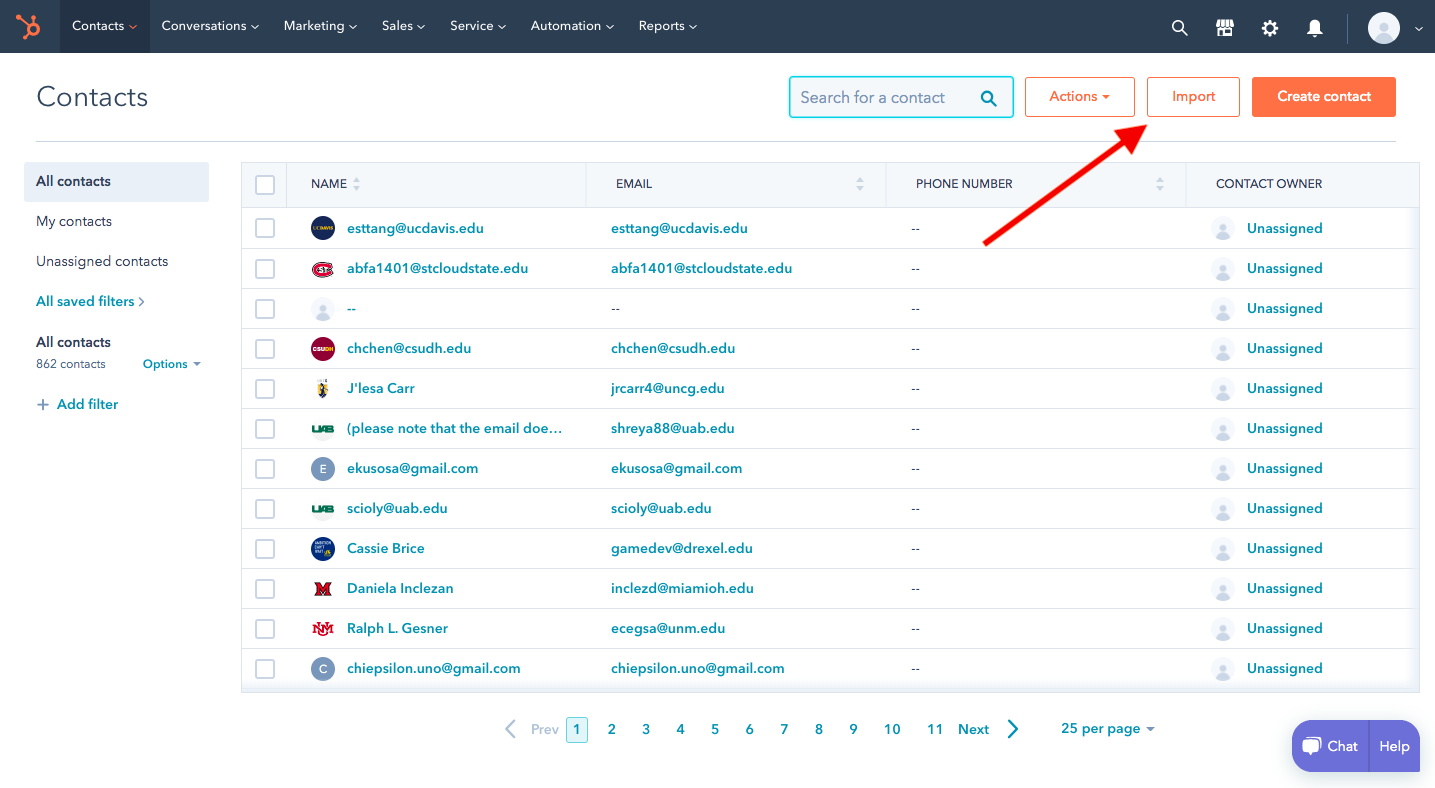 Contacts Conversations Marketing Sales Service Automation Reports
Contacts
Search for a contact
Actions
Import
Create contact
All contacts
My contacts
Unassigned contacts
All saved filters
All contacts
862 contacts Options
+ Add filter
NAME EMAIL PHONE NUMBER CONTACT OWNER
UCDAVIS esttang@ucdavis.edu esttang@ucdavis.edu -- Unassigned
abfa1401@stcloudstate.edu abfa1401@stcloudstate.edu -- Unassigned
-- -- -- Unassigned
CSUDH chchen@csudh.edu chchen@csudh.edu -- Unassigned
J'lesa Carr jrcarr4@uncg.edu -- Unassigned
UAB (please note that the email doe... shreya88@uab.edu -- Unassigned
E ekusosa@gmail.com ekusosa@gmail.com -- Unassigned
UAB scioly@uab.edu scioly@uab.edu -- Unassigned
Cassie Brice gamedev@drexel.edu -- Unassigned
M Daniela Inclezan inclezd@miamioh.edu -- Unassigned
Ralph L. Gesner ecegsa@unm.edu -- Unassigned
C chiepsilon.uno@gmail.com chiepsilon.uno@gmail.com -- Unassigned
Prev 1 2 3 4 5 6 7 8 9 10 11 Next 25 per page
Chat Help